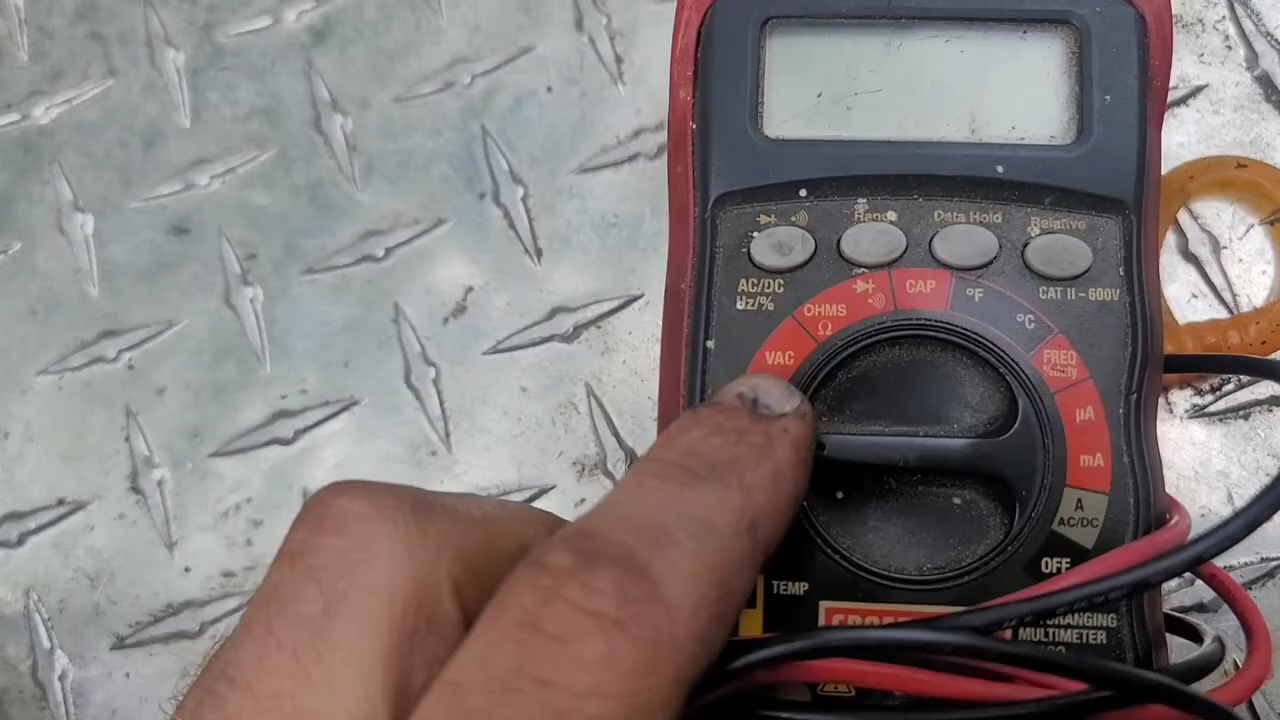 Range
Data Hold
Relative
AC/DC
Hz/%
CAT II – 600V
CAP
°F
°C
OHMS
Ω
VAC
FREQ
%duty
µA
mA
A
AC/DC
OFF
TEMP
MULTIMETER